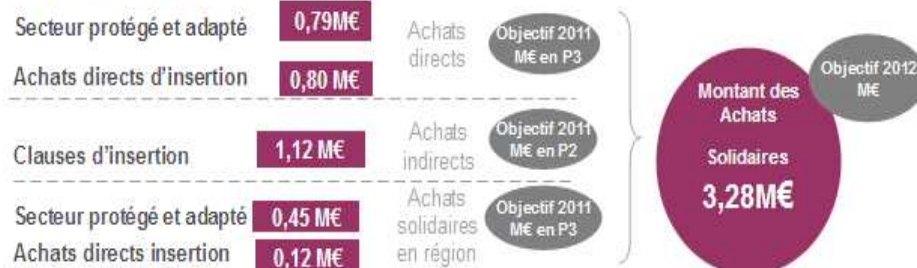 Secteur protégé et adapté
0,79M€
Achats directs d'insertion
0,80 M€
Achats
directs
Objectif 2011
M€ en P3
Clauses d'insertion
1,12 M€
Achats
indirects
Objectif 2011
M€ en P2
Secteur protégé et adapté
0,45 M€
Achats directs insertion
0,12 M€
Achats
solidaires
en région
Objectif 2011
M€ en P3
Montant des
Achats
Solidaires
3,28M€
Objectif 2012
M€